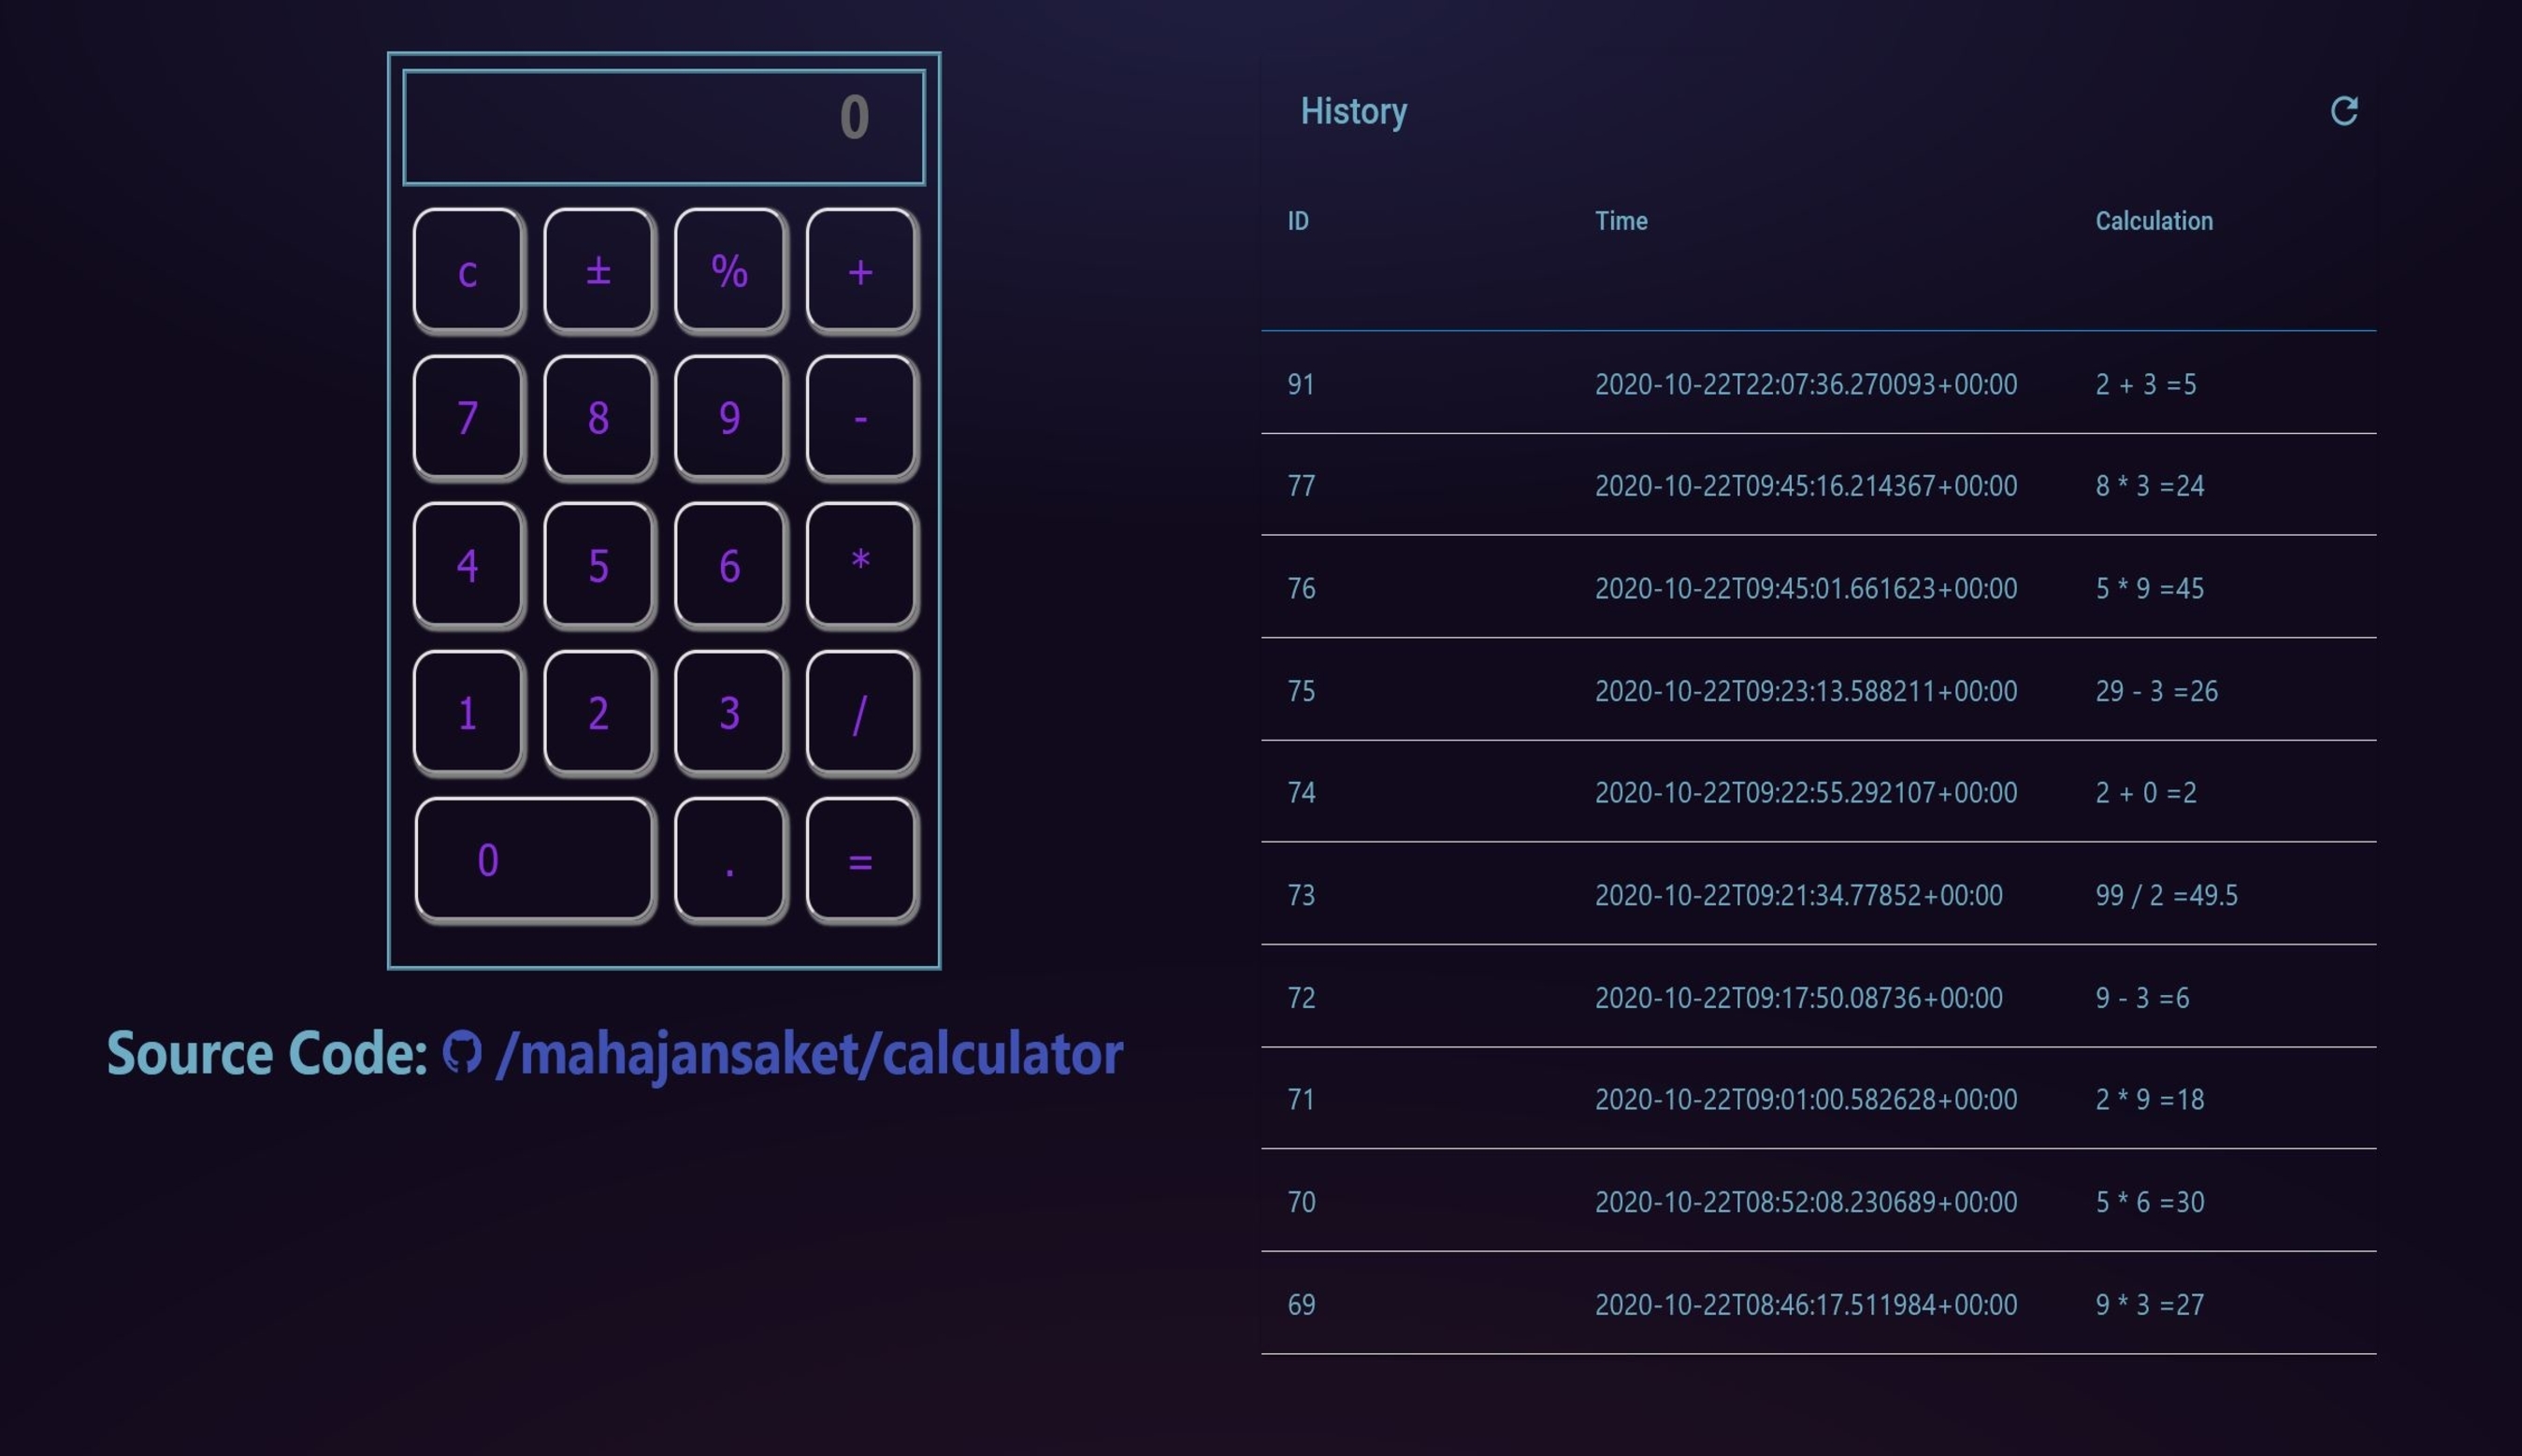 0
c ± % +
7 8 9 -
4 5 6 *
1 2 3 /
0 . =
Source Code: /mahajansaket/calculator
History
ID Time Calculation
91 2020-10-22T22:07:36.270093+00:00 2 + 3 =5
77 2020-10-22T09:45:16.214367+00:00 8 * 3 =24
76 2020-10-22T09:45:01.661623+00:00 5 * 9 =45
75 2020-10-22T09:23:13.588211+00:00 29 - 3 =26
74 2020-10-22T09:22:55.292107+00:00 2 + 0 =2
73 2020-10-22T09:21:34.77852+00:00 99 / 2 =49.5
72 2020-10-22T09:17:50.08736+00:00 9 - 3 =6
71 2020-10-22T09:01:00.582628+00:00 2 * 9 =18
70 2020-10-22T08:52:08.230689+00:00 5 * 6 =30
69 2020-10-22T08:46:17.511984+00:00 9 * 3 =27